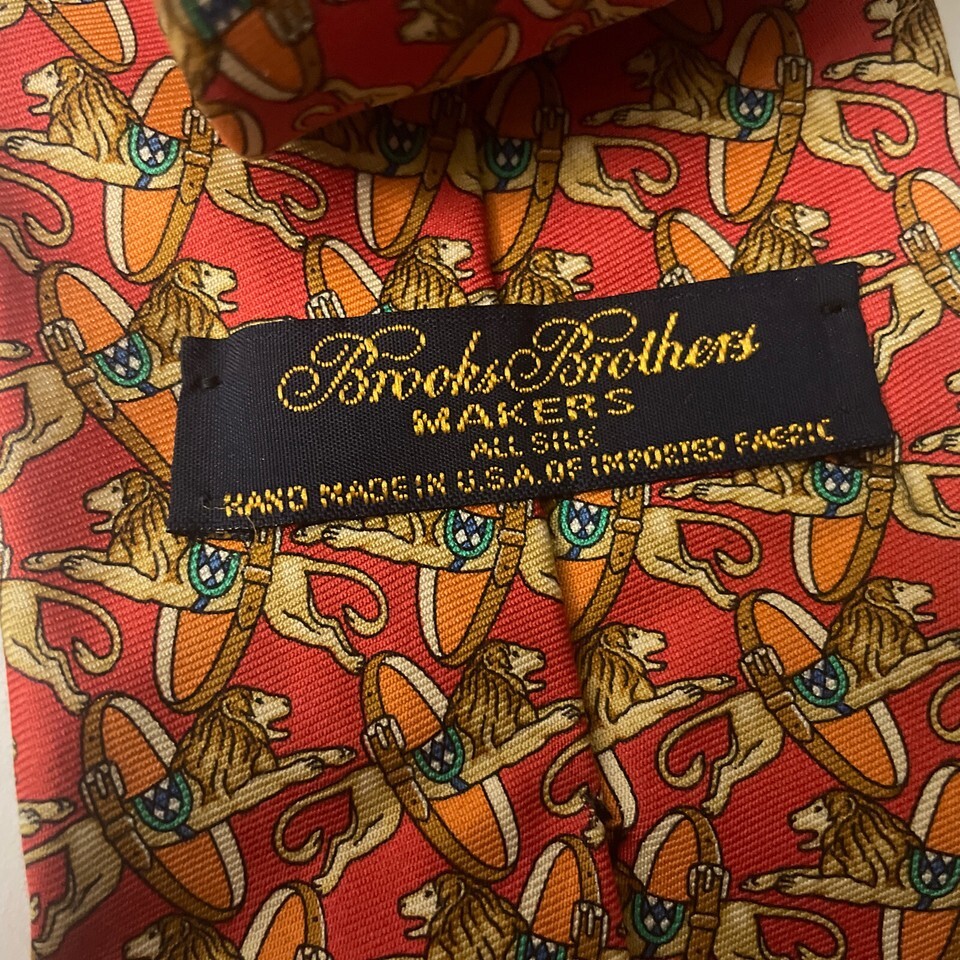 Brooks Brothers
MAKERS
ALL SILK
HAND MADE IN U.S.A. OF IMPORTED FABRIC